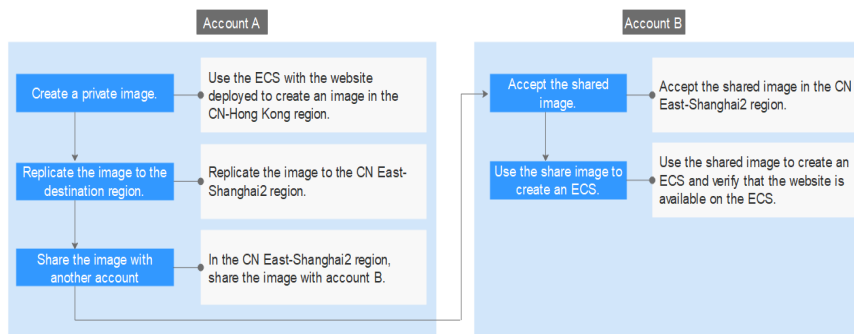 Account A
Create a private image.
Use the ECS with the website
deployed to create an image in the
CN-Hong Kong region.
Replicate the image to the
destination region.
Replicate the image to the CN East-
Shanghai2 region.
Share the image with
another account
In the CN East-Shanghai2 region,
share the image with account B.
Account B
Accept the shared
image.
Accept the shared image in the CN
East-Shanghai2 region.
Use the share image to
create an ECS.
Use the shared image to create an
ECS and verify that the website is
available on the ECS.